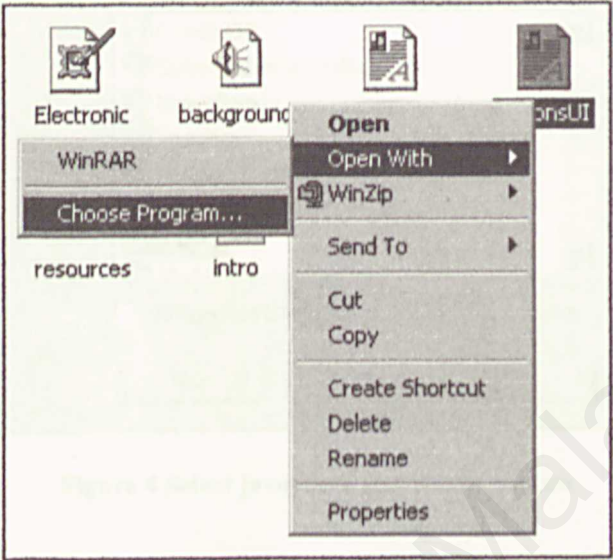 Electronic
background
onsUI
Open
Open With
WinRAR
WinZip
Choose Program...
Send To
resources
intro
Cut
Copy
Create Shortcut
Delete
Rename
Properties
Mala